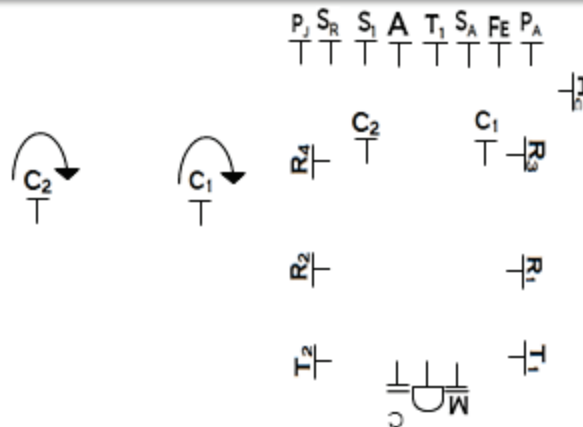 PJ SR S1 A T1 SA FE PA
C2 C1
R4 R3
C2 C1
R2 R1
T2 T1
C M